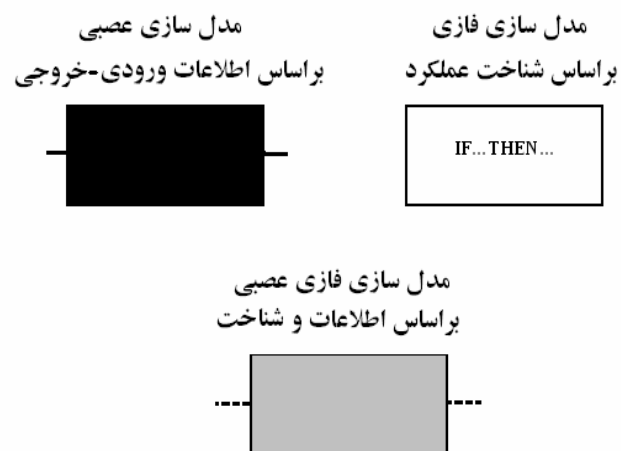 مدل سازی فازی
براساس شناخت عملکرد
IF...THEN...
مدل سازی عصبی
براساس اطلاعات ورودی-خروجی
مدل سازی فازی عصبی
براساس اطلاعات و شناخت